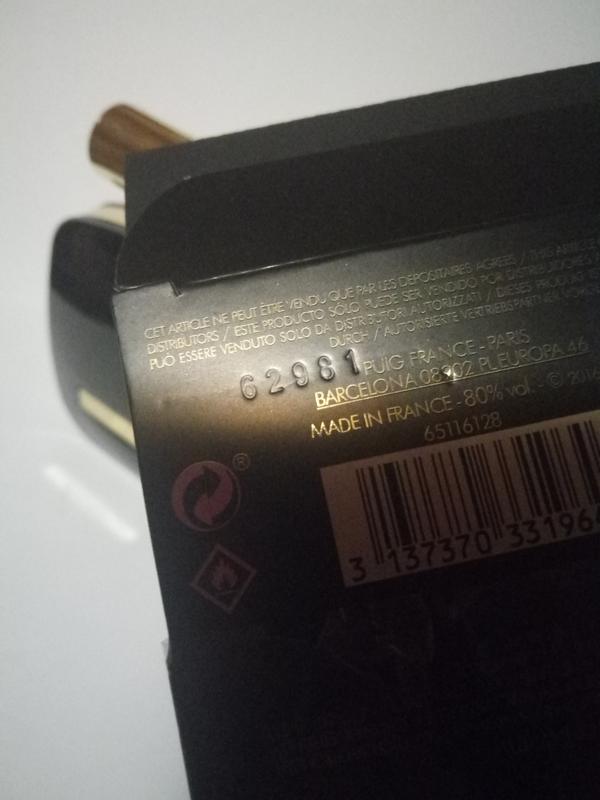 CET ARTICLE NE PEUT ÊTRE VENDU QUE PAR LES DEPOSITAIRES AGREES / THIS ARTICLE
DISTRIBUTORS / ESTE PRODUCTO SÓLO PUEDE SER VENDIDO POR DISTRIBUIDORES
PUÒ ESSERE VENDUTO SOLO DA DISTRIBUTORI AUTORIZZATI / DIESES PRODUKT
DURCH / AUTORISIERTE VERTRIEBSPARTNER
62981
PUIG FRANCE - PARIS
BARCELONA 08902 PL.EUROPA 46
MADE IN FRANCE - 80% vol. - © 2016
65116128
®
3 137370 33196